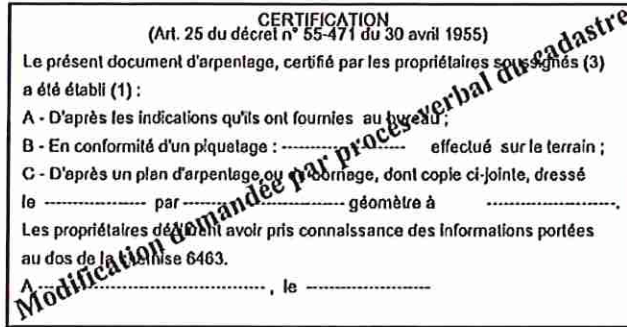 CERTIFICATION
(Art. 25 du décret n° 55-471 du 30 avril 1955)
Le présent document d'arpentage, certifié par les propriétaires soussignés (3)
a été établi (1) :
A - D'après les indications qu'ils ont fournies au bureau ;
B - En conformité d'un piquetage : ---------------------- effectué sur le terrain ;
C - D'après un plan d'arpentage ou de bornage, dont copie ci-jointe, dressé
le ----------------- par ----------------------- géomètre à ---------------------.
Les propriétaires déclarent avoir pris connaissance des informations portées
au dos de la chemise 6463.
A ---------------------------------------- , le --------------------
Modification demandée par procès-verbal du cadastre